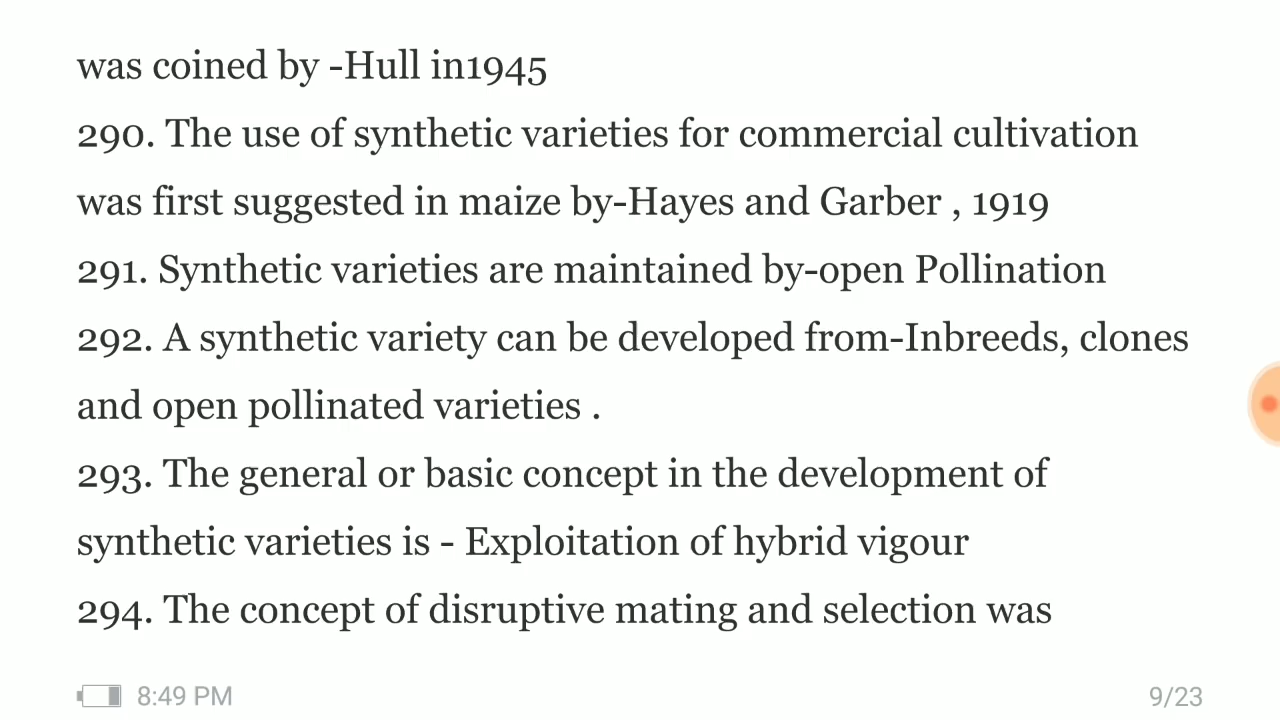 was coined by -Hull in1945
290. The use of synthetic varieties for commercial cultivation
was first suggested in maize by-Hayes and Garber , 1919
291. Synthetic varieties are maintained by-open Pollination
292. A synthetic variety can be developed from-Inbreeds, clones
and open pollinated varieties .
293. The general or basic concept in the development of
synthetic varieties is - Exploitation of hybrid vigour
294. The concept of disruptive mating and selection was
8:49 PM
9/23